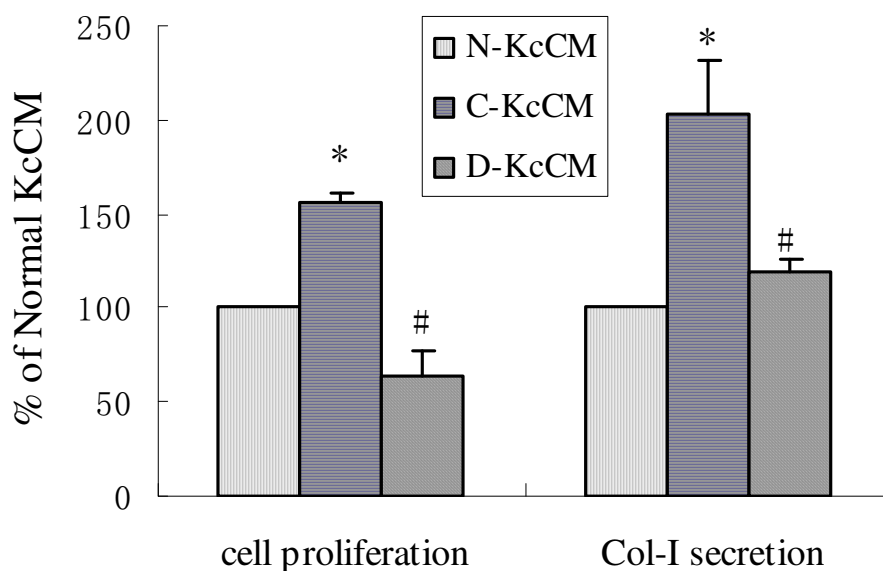 % of Normal KcCM
250
200
150
100
50
0
N-KcCM
C-KcCM
D-KcCM
*
#
*
#
cell proliferation
Col-I secretion